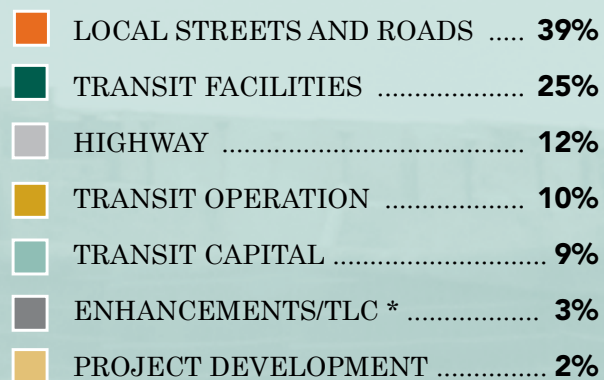 LOCAL STREETS AND ROADS ..... 39%
TRANSIT FACILITIES .................... 25%
HIGHWAY ......................................... 12%
TRANSIT OPERATION ................... 10%
TRANSIT CAPITAL ............................. 9%
ENHANCEMENTS/TLC * .................. 3%
PROJECT DEVELOPMENT ............... 2%